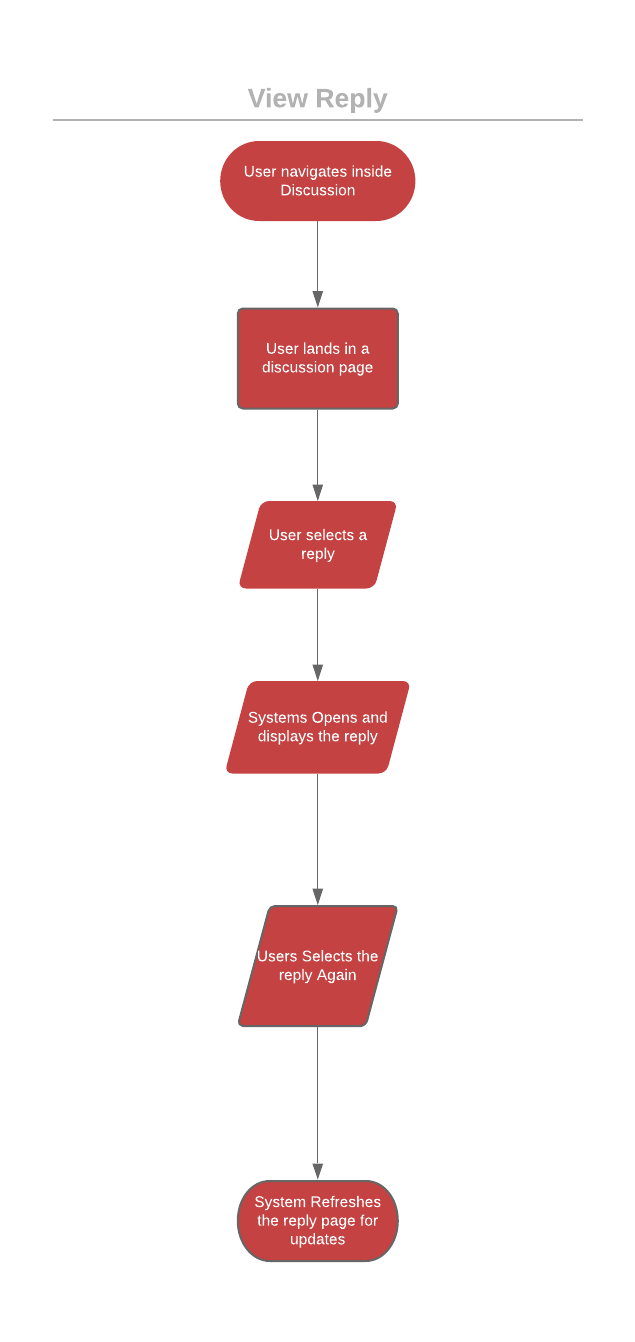 View Reply
User navigates inside
Discussion
User lands in a
discussion page
User selects a
reply
Systems Opens and
displays the reply
Users Selects the
reply Again
System Refreshes
the reply page for
updates